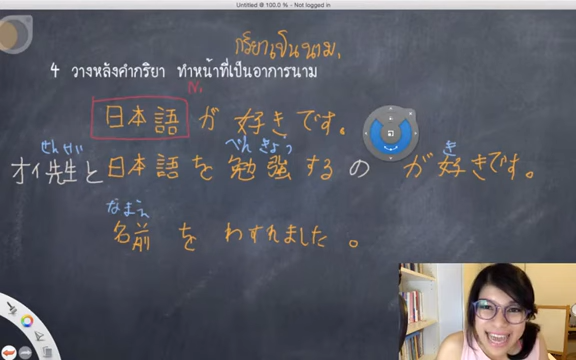 Untitled @ 100.0 % - Not logged in
กริยาเป็นนาม,
4 วางหลังคำกริยา ทำหน้าที่เป็นอาการนาม
N,
日本語 が 好きです。
せんせい べんきょう き
オイ先生と日本語を勉強するの が好きです。
なまえ
名前 を わすれました 。